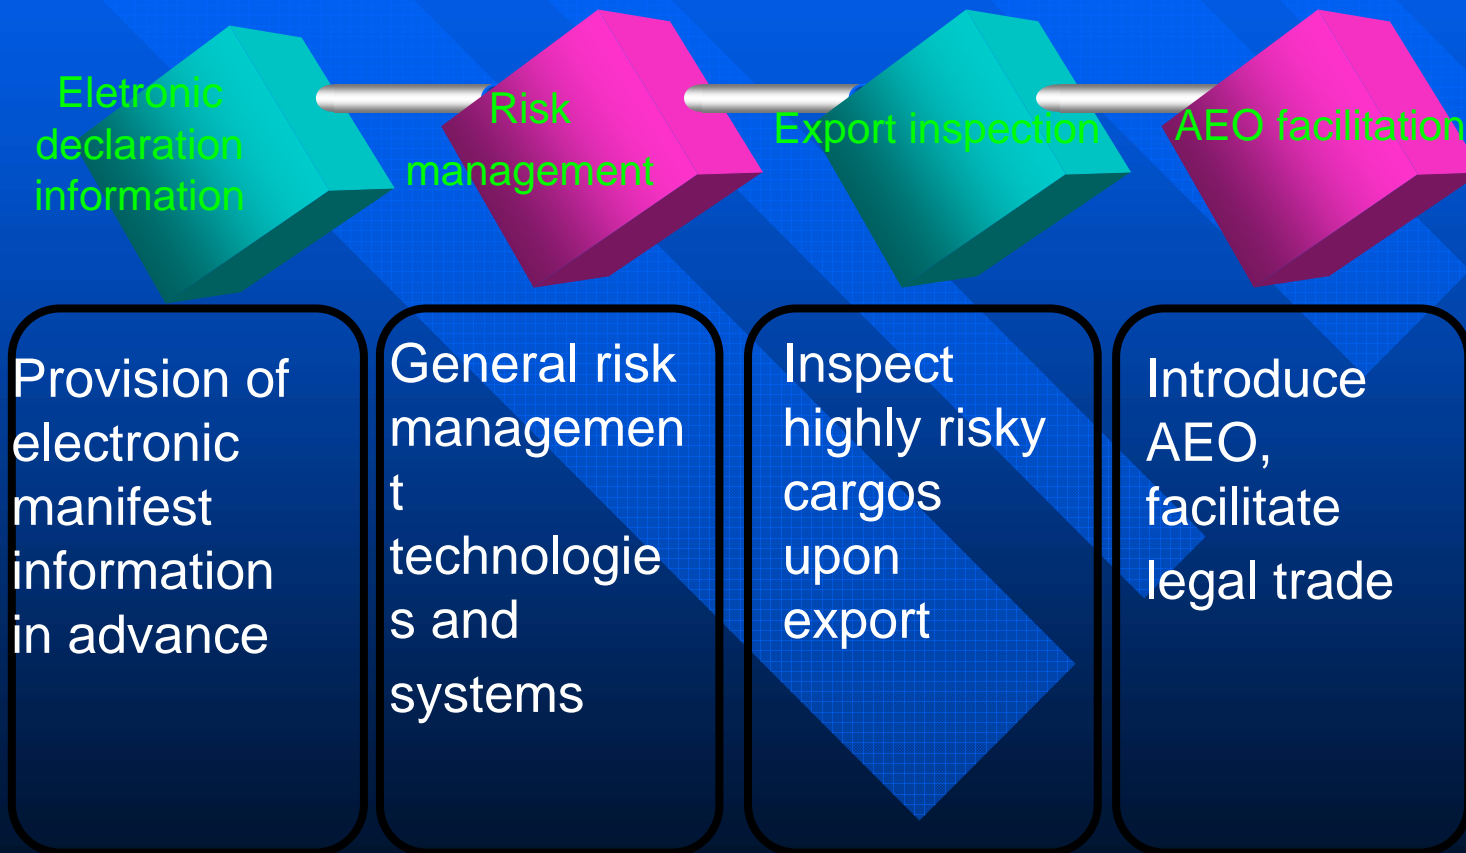 Eletronic
declaration
information
Risk
management
Export inspection
AEO facilitation
Provision of
electronic
manifest
information
in advance
General risk
managemen
t
technologie
s and
systems
Inspect
highly risky
cargos
upon
export
Introduce
AEO,
facilitate
legal trade